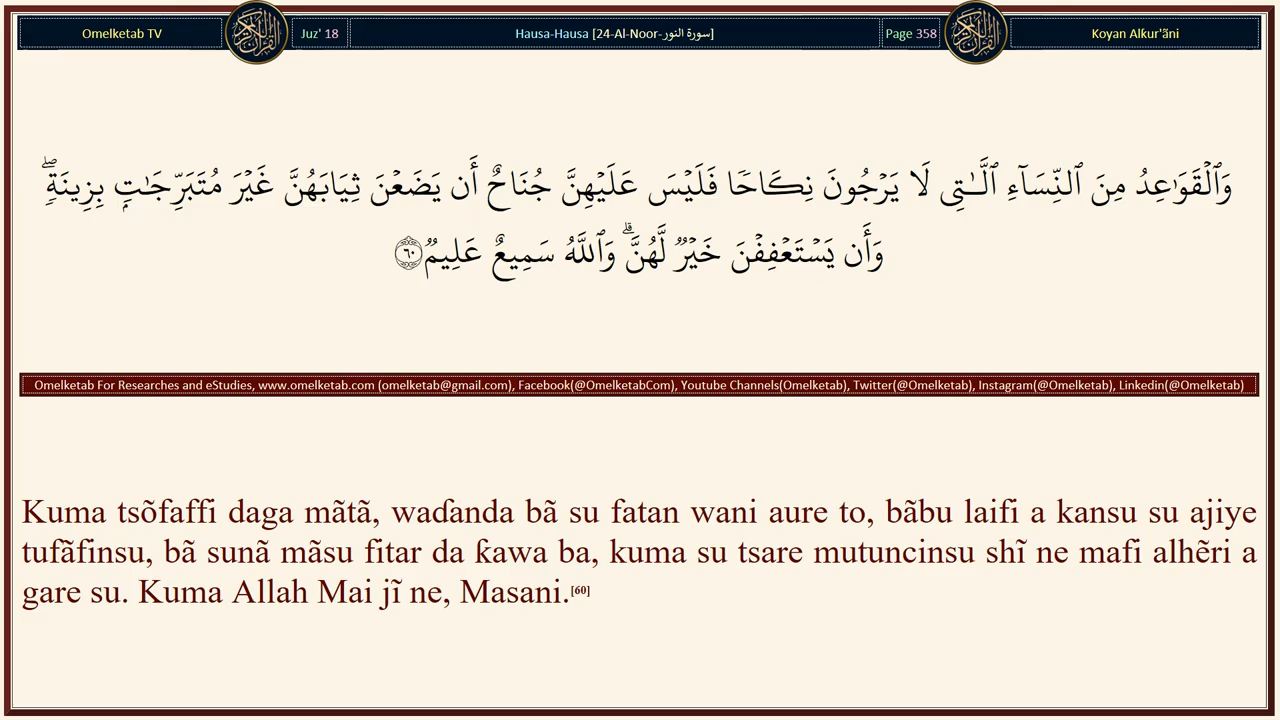 Omelketab TV
Juz' 18
Hausa-Hausa [24-Al-Noor-سورة النور]
Page 358
Koyan Alƙur'ãni
وَٱلۡقَوَٰعِدُ مِنَ ٱلنِّسَآءِ ٱلَّـٰتِی لَا یَرۡجُونَ نِكَاحࣰا فَلَیۡسَ عَلَیۡهِنَّ جُنَاحٌ أَن یَضَعۡنَ ثِیَابَهُنَّ غَیۡرَ مُتَبَرِّجَـٰتِۭ بِزِینَةࣲۖ
وَأَن یَسۡتَعۡفِفۡنَ خَیۡرࣱ لَّهُنَّۗ وَٱللَّهُ سَمِیعٌ عَلِیمࣱ ٦٠
Omelketab For Researches and eStudies, www.omelketab.com (omelketab@gmail.com), Facebook(@OmelketabCom), Youtube Channels(Omelketab), Twitter(@Omelketab), Instagram(@Omelketab), Linkedin(@Omelketab)
Kuma tsõfaffi daga mãtã, waɗanda bã su fatan wani aure to, bãbu laifi a kansu su ajiye
tufãfinsu, bã sunã mãsu fitar da ƙawa ba, kuma su tsare mutuncinsu shĩ ne mafi alhẽri a
gare su. Kuma Allah Mai jĩ ne, Masani.[60]